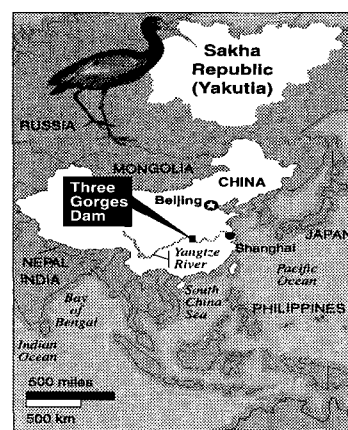 Sakha
Republic
(Yakutia)
RUSSIA
MONGOLIA
CHINA
Three
Gorges
Dam
Beijing
Shanghai
JAPAN
Yangtze
River
NEPAL
INDIA
Pacific
Ocean
Bay
of
Bengal
South
China
Sea
PHILIPPINES
Indian
Ocean
500 miles
500 km